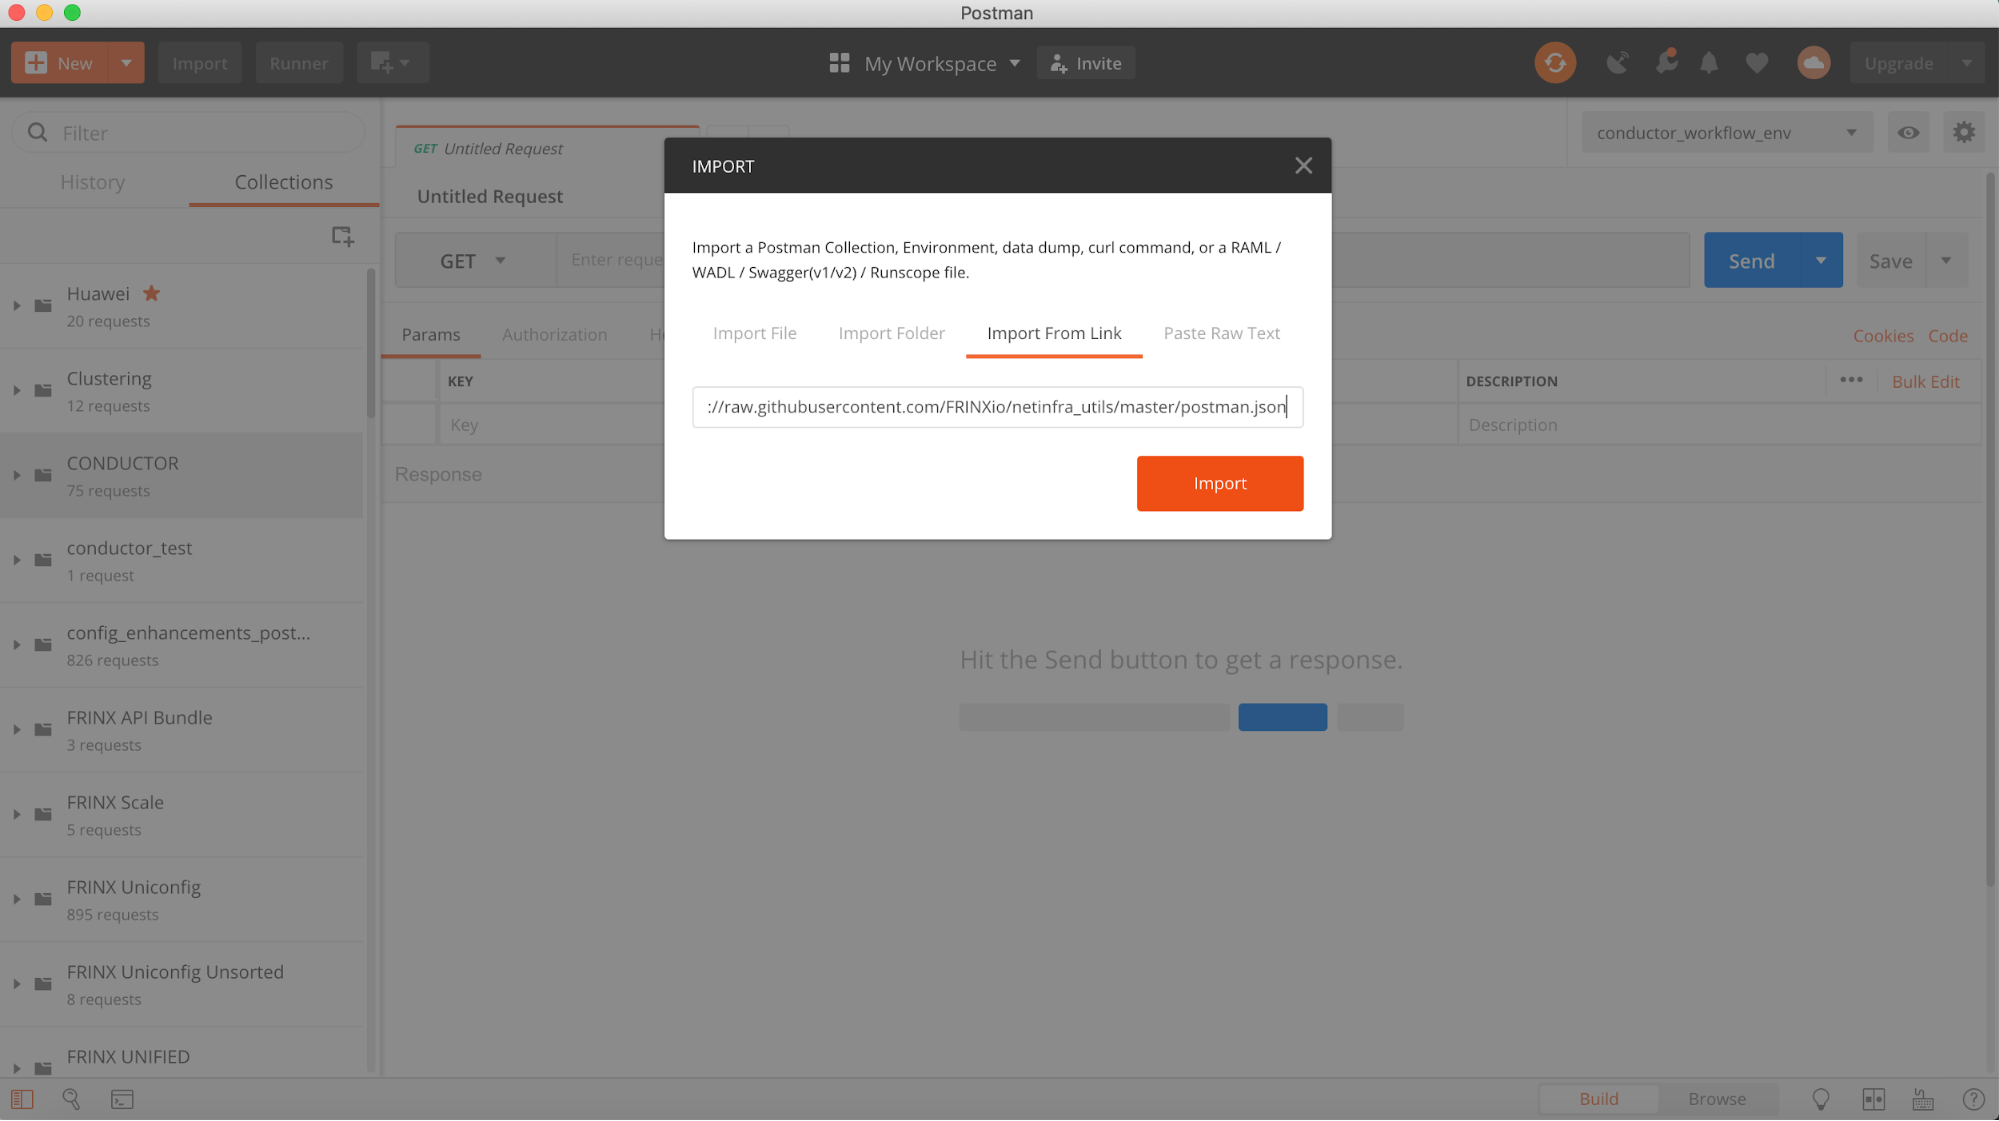 Postman
New
Import
Runner
My Workspace
Invite
Upgrade
Filter
History
Collections
Huawei
20 requests
Clustering
12 requests
CONDUCTOR
75 requests
conductor_test
1 request
config_enhancements_post...
826 requests
FRINX API Bundle
3 requests
FRINX Scale
5 requests
FRINX Uniconfig
895 requests
FRINX Uniconfig Unsorted
8 requests
FRINX UNIFIED
GET Untitled Request
conductor_workflow_env
Untitled Request
GET
Enter reque
Send
Save
Params
Authorization
He
Cookies
Code
KEY
DESCRIPTION
Bulk Edit
Key
Description
Response
IMPORT
Import a Postman Collection, Environment, data dump, curl command, or a RAML /
WADL / Swagger(v1/v2) / Runscope file.
Import File
Import Folder
Import From Link
Paste Raw Text
://raw.githubusercontent.com/FRINXio/netinfra_utils/master/postman.json
Import
Hit the Send button to get a response.
Build
Browse